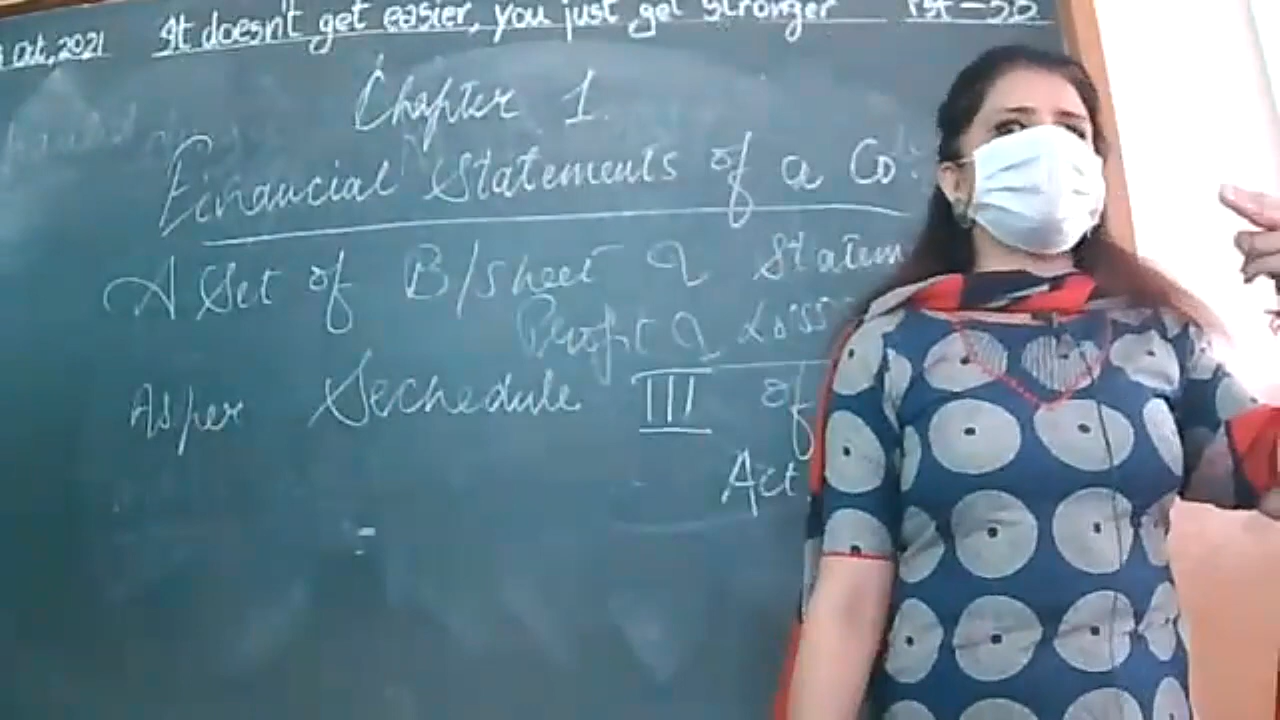 Oct, 2021 It doesn't get easier, you just get stronger
Chapter 1.
Financial Statements of a Co.
A Set of B/Sheet & Statem
Profit & Loss
As per Sechedule III of
Act